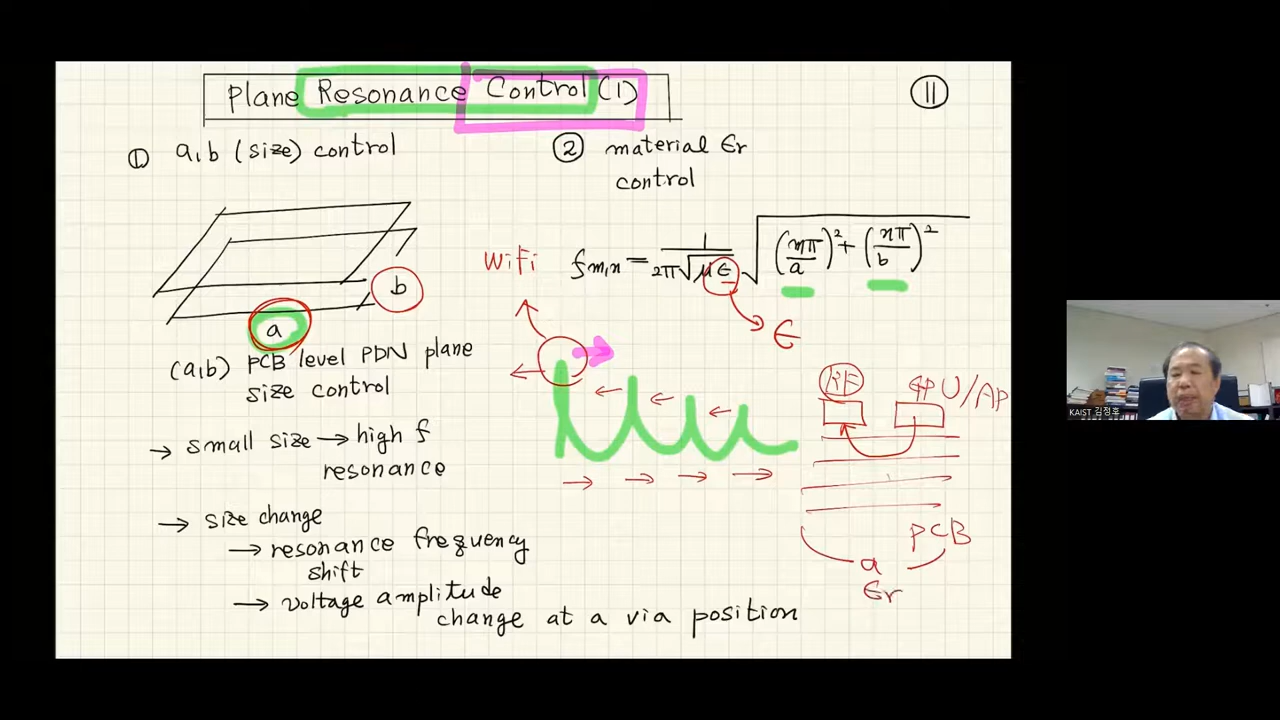 Plane Resonance Control (1)
⑪
① a,b (size) control
② material εr
control
b
a
(a,b) PCB level PDN plane
size control
→ small size → high f
resonance
→ size change
→ resonance frequency
shift
→ voltage amplitude
change at a via position
WiFi
fm,n = 1/2π√με √(mπ/a)² + (nπ/b)²
ε
RF
GPU/AP
PCB
a
εr
KAIST 김정호